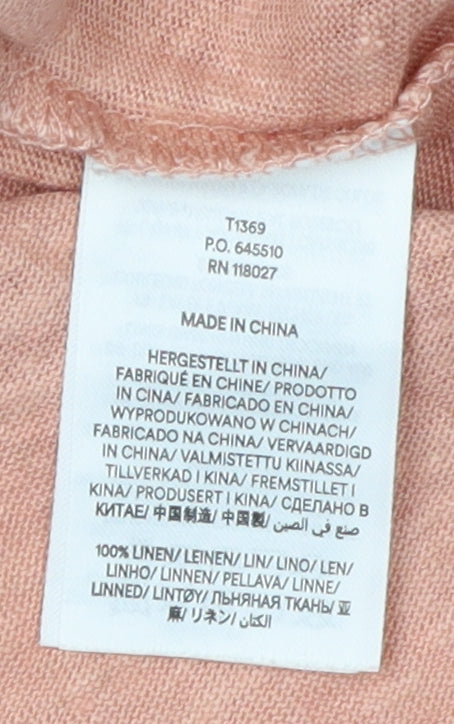 T1369
P.O. 645510
RN 118027
MADE IN CHINA
HERGESTELLT IN CHINA/
FABRIQUÉ EN CHINE/ PRODOTTO
IN CINA/ FABRICADO EN CHINA/
WYPRODUKOWANO W CHINACH/
FABRICADO NA CHINA/ VERVAARDIGD
IN CHINA/ VALMISTETTU KIINASSA/
TILLVERKAD I KINA/ FREMSTILLET I
KINA/ PRODUSERT I KINA/ СДЕЛАНО В
КИТАЕ/ 中国制造/ 中国製/ صنع في الصين/
100% LINEN/ LEINEN/ LIN/ LINO/ LEN/
LINHO/ LINNEN/ PELLAVA/ LINNE/
LINNED/ LINTØY/ ЛЬНЯНАЯ ТКАНЬ/ 亚
麻/ リネン/ الكتان/